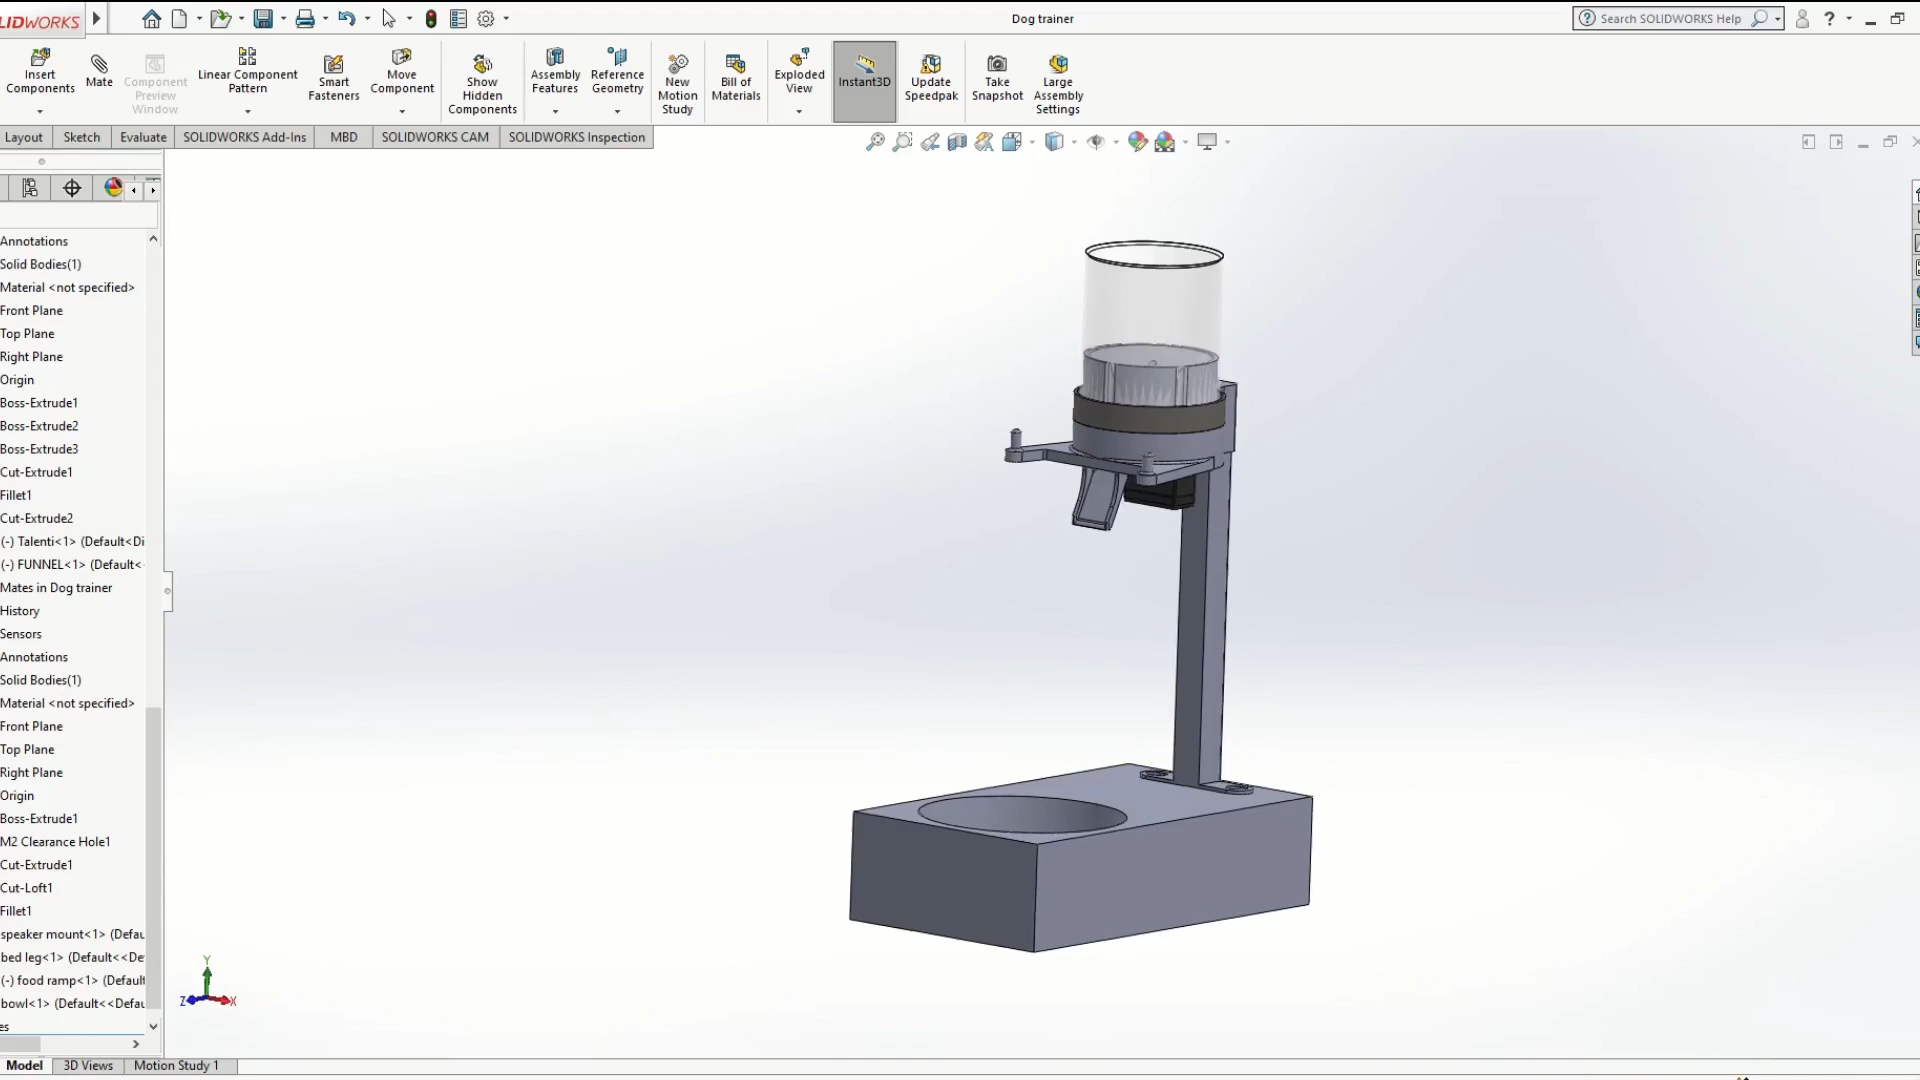 LIDWORKS
Dog trainer
Search SOLIDWORKS Help
?
Insert Components
Mate
Component Preview Window
Linear Component Pattern
Smart Fasteners
Move Component
Show Hidden Components
Assembly Features
Reference Geometry
New Motion Study
Bill of Materials
Exploded View
Instant3D
Update Speedpak
Take Snapshot
Large Assembly Settings
Layout
Sketch
Evaluate
SOLIDWORKS Add-Ins
MBD
SOLIDWORKS CAM
SOLIDWORKS Inspection
Annotations
Solid Bodies(1)
Material <not specified>
Front Plane
Top Plane
Right Plane
Origin
Boss-Extrude1
Boss-Extrude2
Boss-Extrude3
Cut-Extrude1
Fillet1
Cut-Extrude2
(-) Talenti<1> (Default<Di
(-) FUNNEL<1> (Default<
Mates in Dog trainer
History
Sensors
Annotations
Solid Bodies(1)
Material <not specified>
Front Plane
Top Plane
Right Plane
Origin
Boss-Extrude1
M2 Clearance Hole1
Cut-Extrude1
Cut-Loft1
Fillet1
speaker mount<1> (Defau
bed leg<1> (Default<<De
(-) food ramp<1> (Default
bowl<1> (Default<<Defau
es
Y
Z
X
Model
3D Views
Motion Study 1